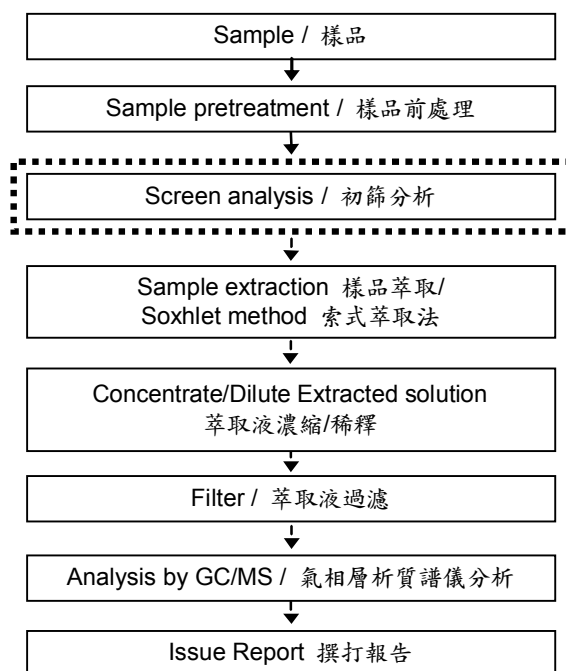 Sample / 樣品
Sample pretreatment / 樣品前處理
Screen analysis / 初篩分析
Sample extraction 樣品萃取/
Soxhlet method 索式萃取法
Concentrate/Dilute Extracted solution
萃取液濃縮/稀釋
Filter / 萃取液過濾
Analysis by GC/MS / 氣相層析質譜儀分析
Issue Report 撰打報告